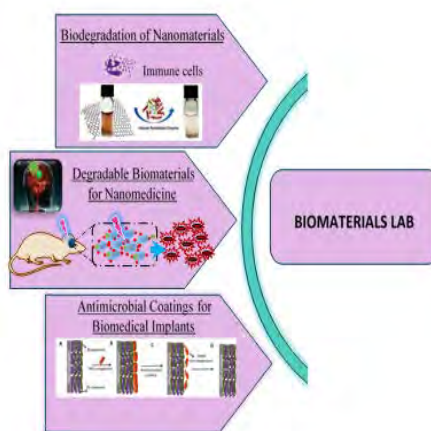 Biodegradation of Nanomaterials
Immune cells
Degradable Biomaterials
for Nanomedicine
BIOMATERIALS LAB
Antimicrobial Coatings for
Biomedical Implants